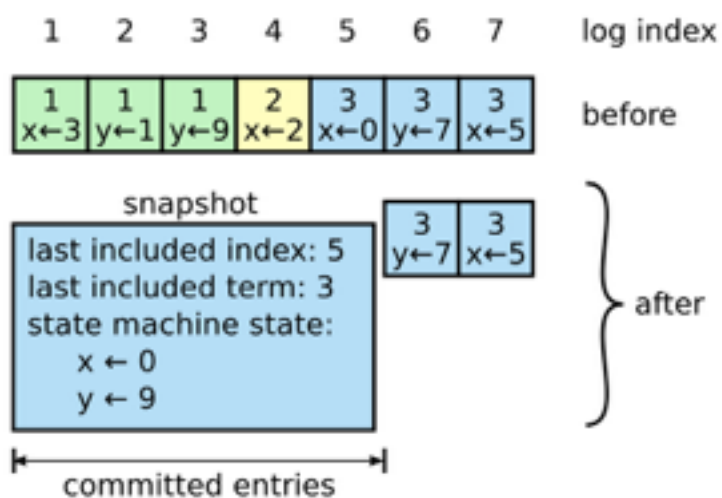 1 2 3 4 5 6 7 log index
1 1 1 2 3 3 3
x←3 y←1 y←9 x←2 x←0 y←7 x←5
before
snapshot
3 3
y←7 x←5
last included index: 5
last included term: 3
state machine state:
x ← 0
y ← 9
after
committed entries